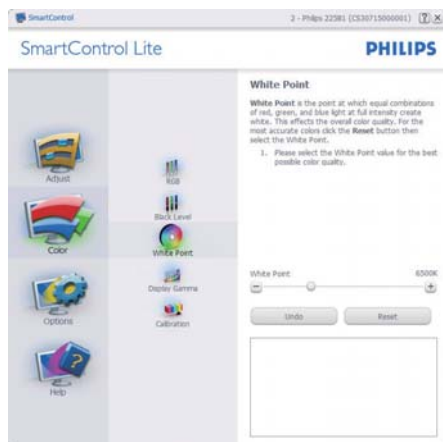 SmartControl
2 - Philips 225B1 (CS30715000001)
SmartControl Lite
PHILIPS
Adjust
Color
Options
Help
RGB
Black Level
White Point
Display Gamma
Calibration
White Point
White Point is the point at which equal combinations
of red, green, and blue light at full intensity create
white. This effects the overall color quality. For the
most accurate colors click the Reset button then
select the White Point.
1. Please select the White Point value for the best
possible color quality.
White Point 6500K
Undo Reset